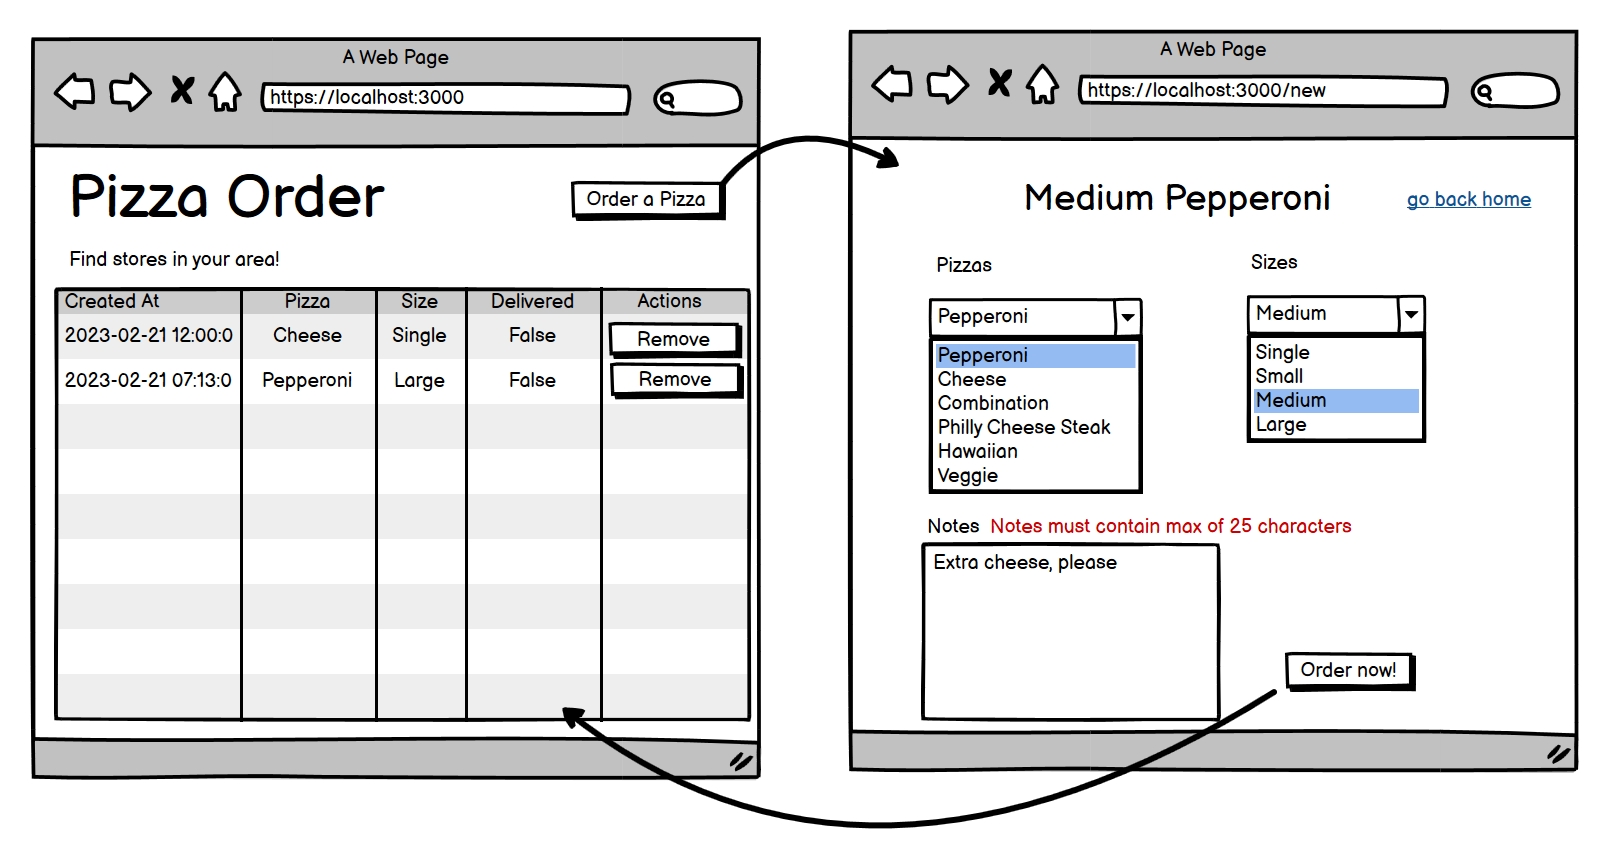 A Web Page
https://localhost:3000
Pizza Order
Order a Pizza
Find stores in your area!
Created At Pizza Size Delivered Actions
2023-02-21 12:00:0 Cheese Single False Remove
2023-02-21 07:13:0 Pepperoni Large False Remove
A Web Page
https://localhost:3000/new
Medium Pepperoni
go back home
Pizzas
Pepperoni
Pepperoni
Cheese
Combination
Philly Cheese Steak
Hawaiian
Veggie
Sizes
Medium
Single
Small
Medium
Large
Notes Notes must contain max of 25 characters
Extra cheese, please
Order now!